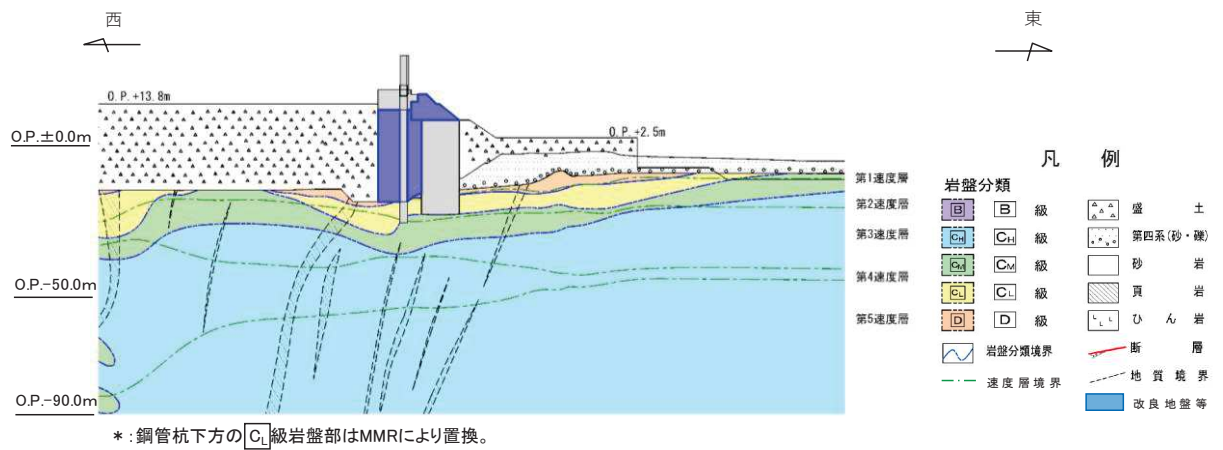 西
東
O.P.+13.8m
O.P.±0.0m
O.P.+2.5m
第1速度層
第2速度層
第3速度層
第4速度層
第5速度層
O.P.-50.0m
O.P.-90.0m
凡 例
岩盤分類
B B 級
CH CH 級
CM CM 級
CL CL 級
D D 級
岩盤分類境界
速度層境界
盛 土
第四系(砂・礫)
砂 岩
頁 岩
ひ ん 岩
断 層
地 質 境 界
改 良 地 盤 等
*:鋼管杭下方のCL級岩盤部はMMRにより置換。